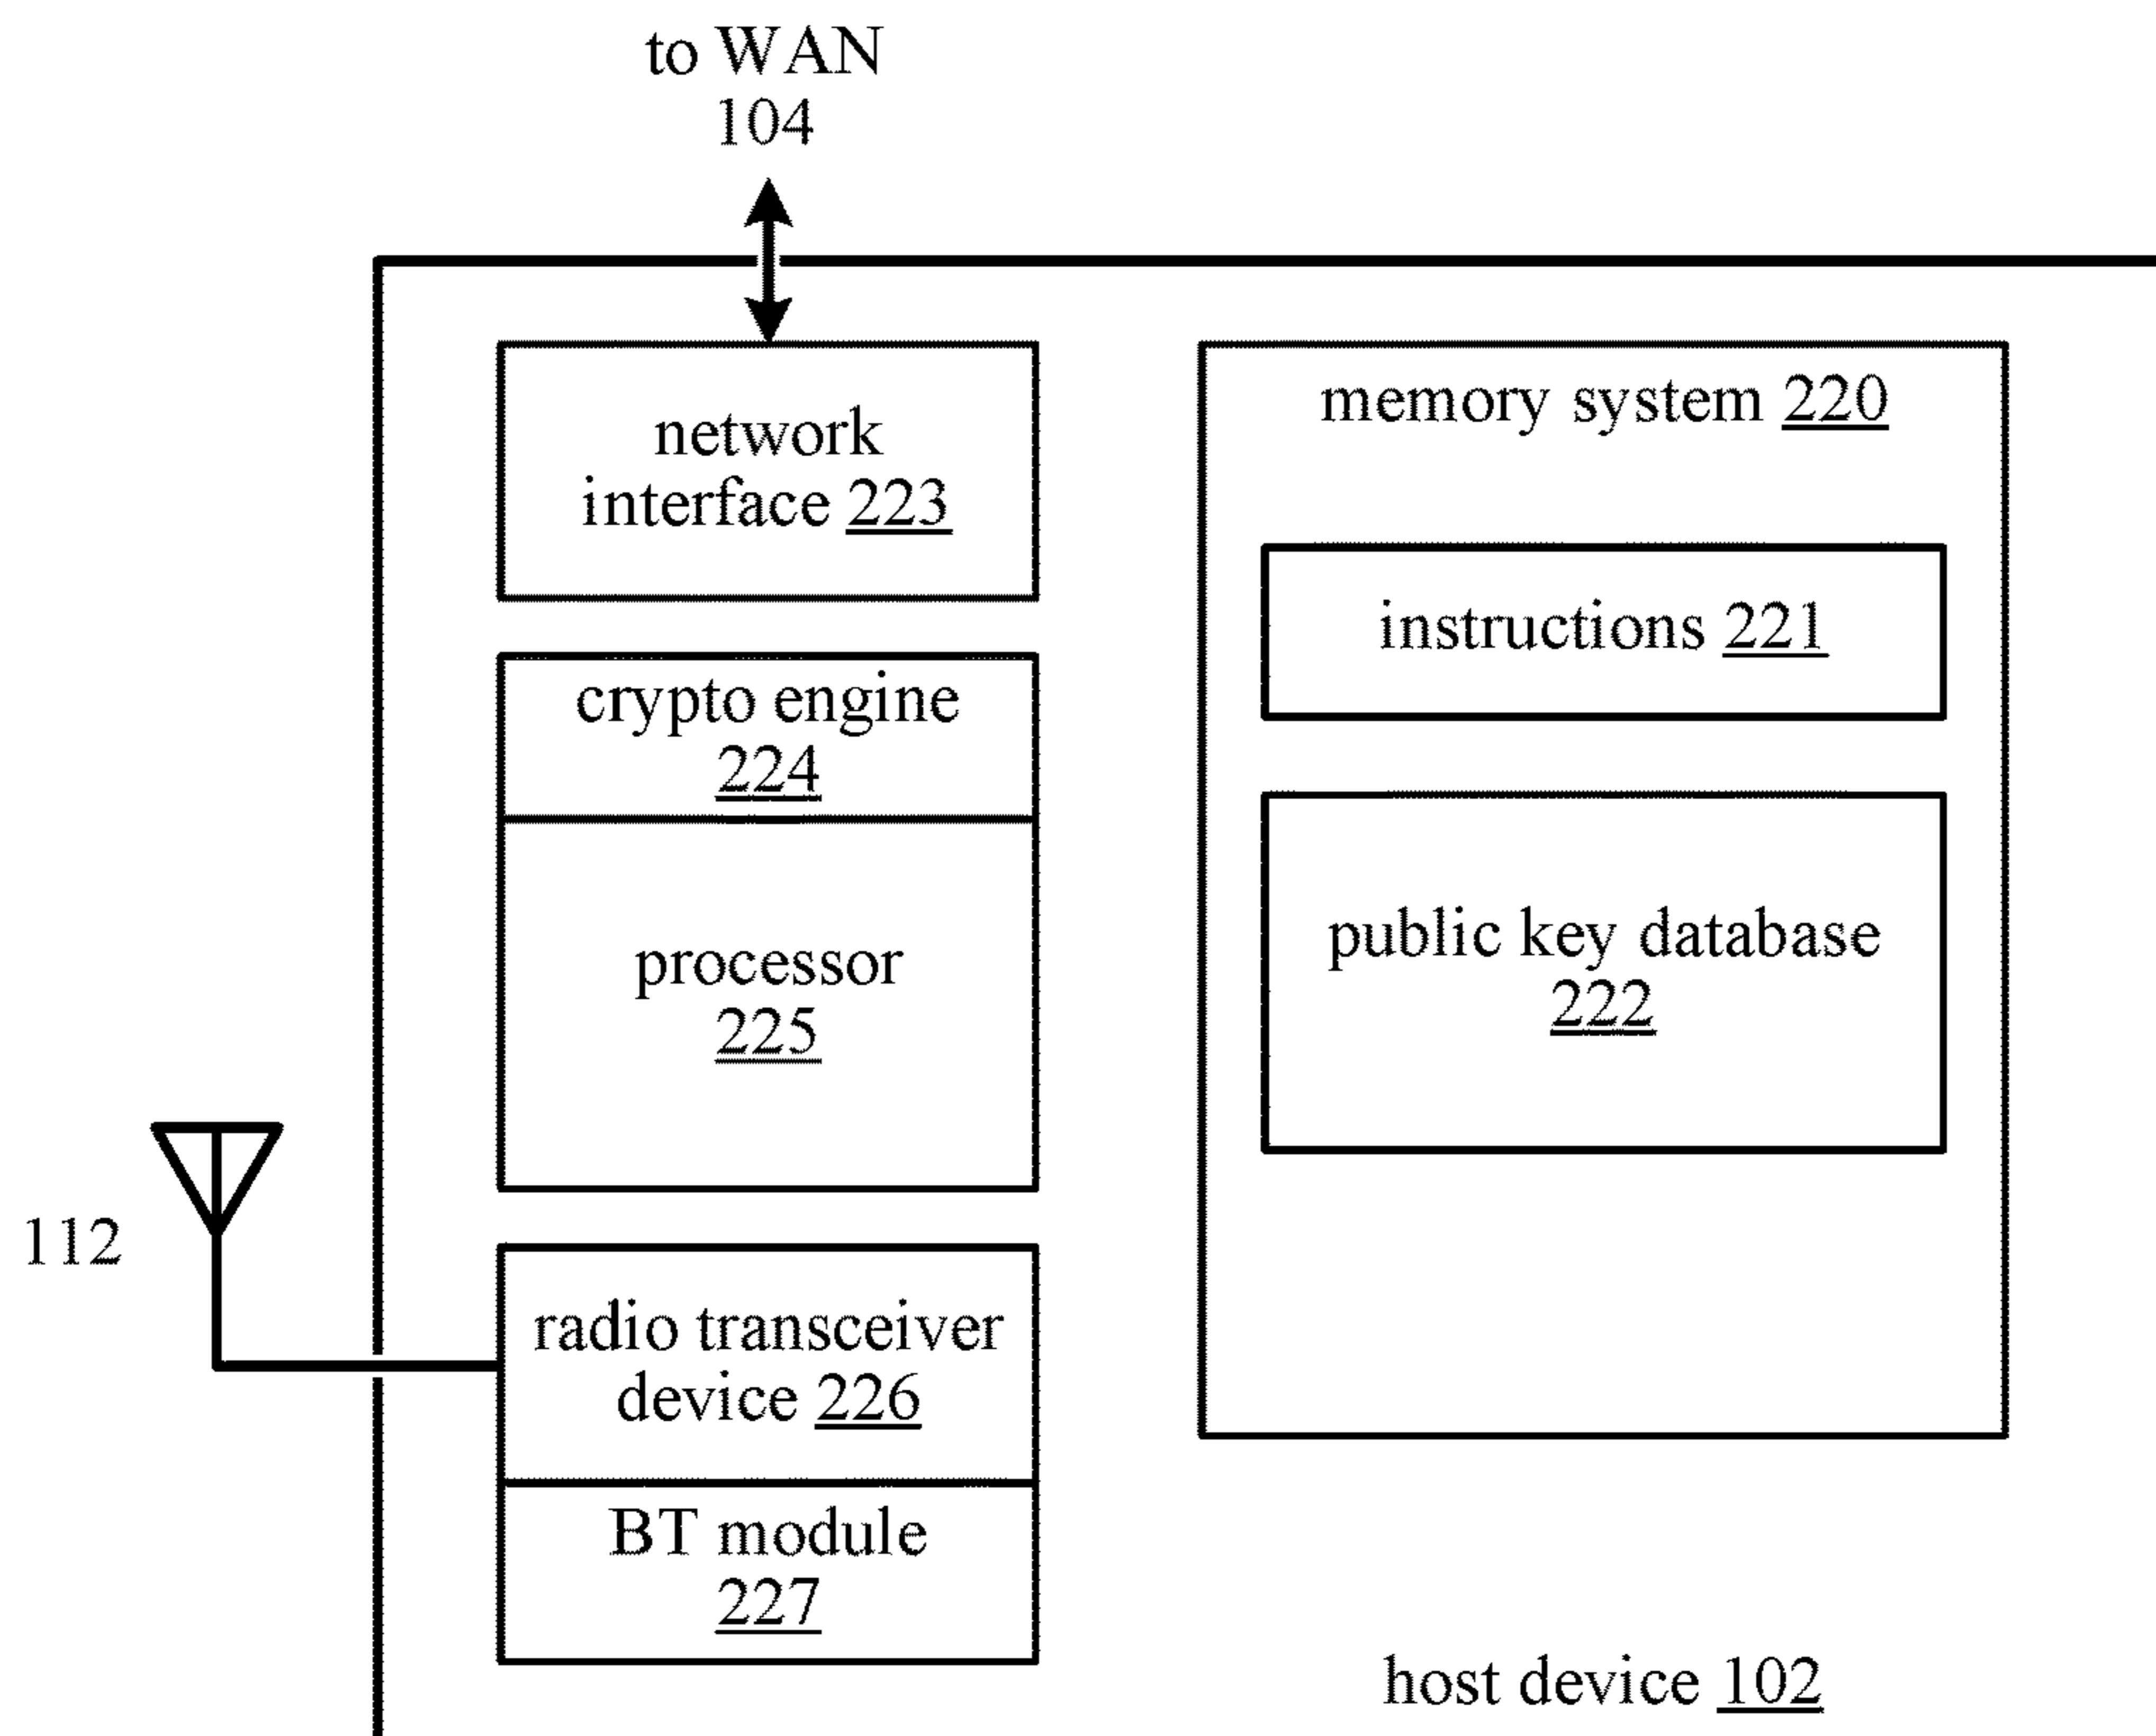 to WAN
104
network
interface 223
memory system 220
instructions 221
crypto engine
224
public key database
222
processor
225
112
radio transceiver
device 226
BT module
227
host device 102